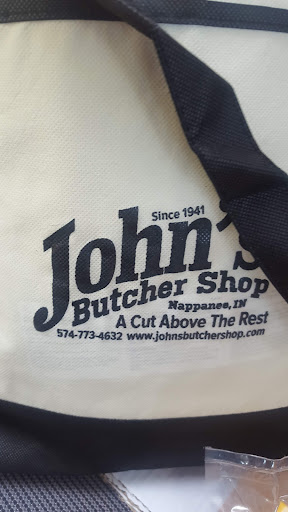 Since 1941
John's
Butcher Shop
Nappanee, IN
A Cut Above The Rest
574-773-4632 www.johnsbutchershop.com